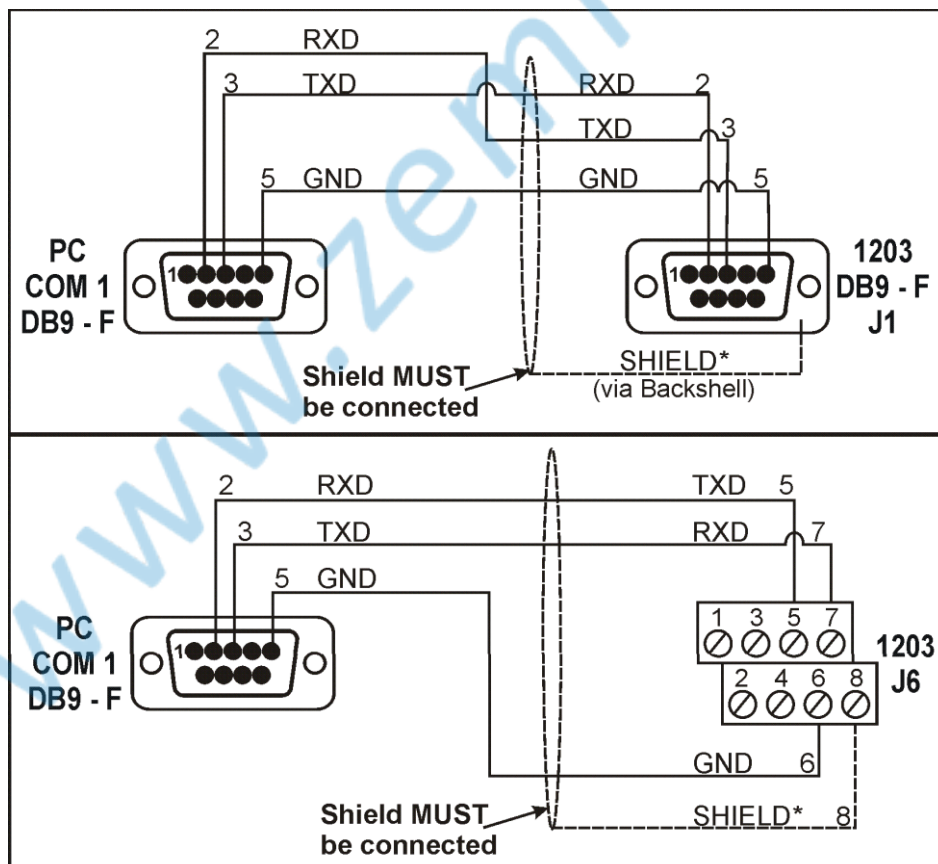 2 RXD
3 TXD RXD 2
TXD 3
5 GND GND 5
PC
COM 1
DB9 - F
1
1
1203
DB9 - F
J1
SHIELD*
(via Backshell)
Shield MUST
be connected
2 RXD TXD 5
3 TXD RXD 7
5 GND
PC
COM 1
DB9 - F
1
1 3 5 7
2 4 6 8
1203
J6
GND 6
SHIELD* 8
Shield MUST
be connected